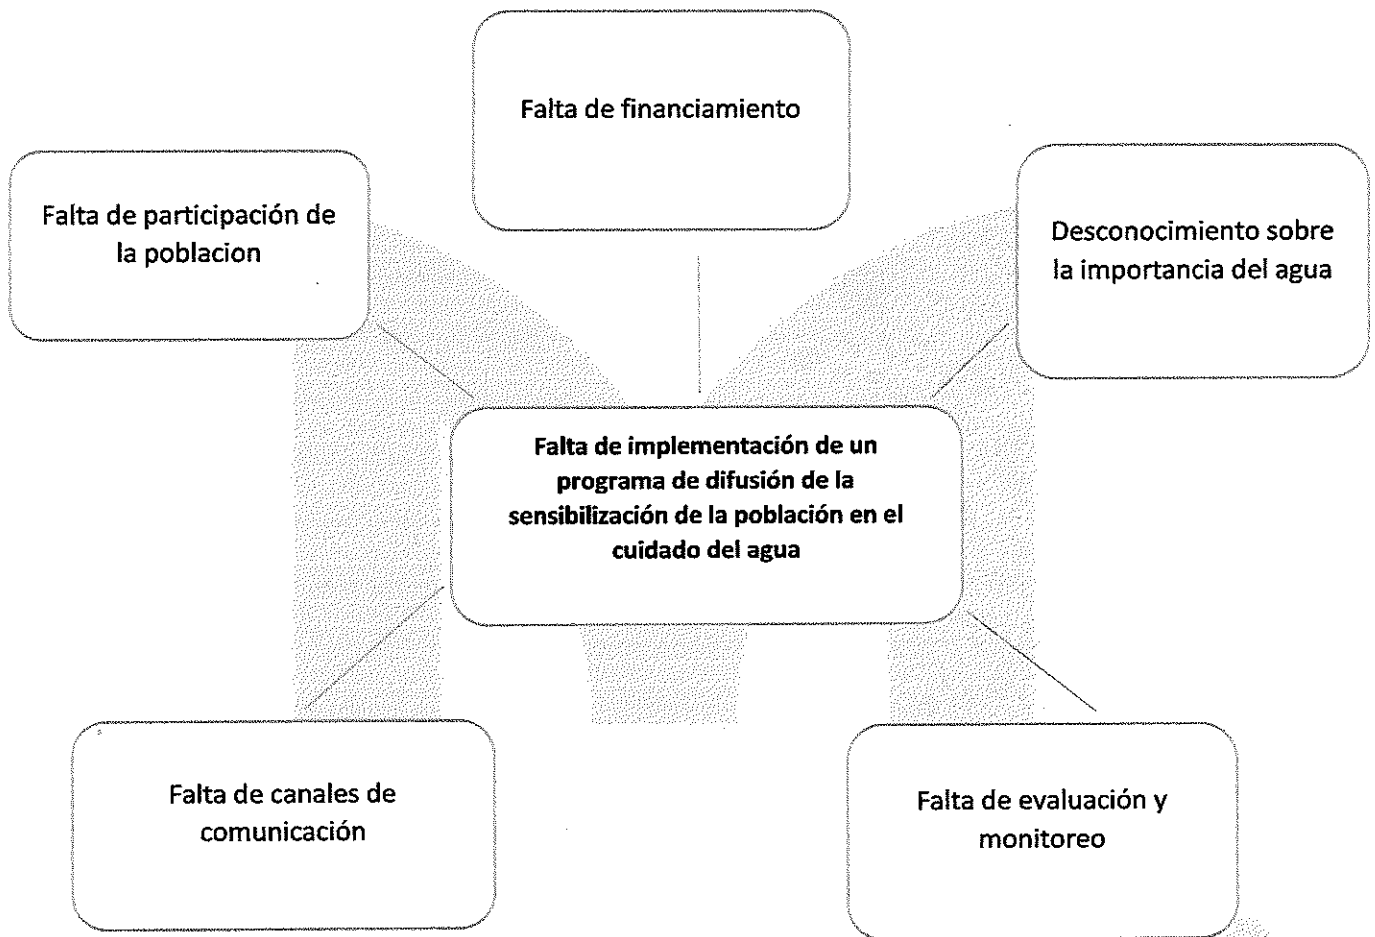 Falta de financiamiento
Falta de participación de
la poblacion
Desconocimiento sobre
la importancia del agua
Falta de implementación de un
programa de difusión de la
sensibilización de la población en el
cuidado del agua
Falta de canales de
comunicación
Falta de evaluación y
monitoreo